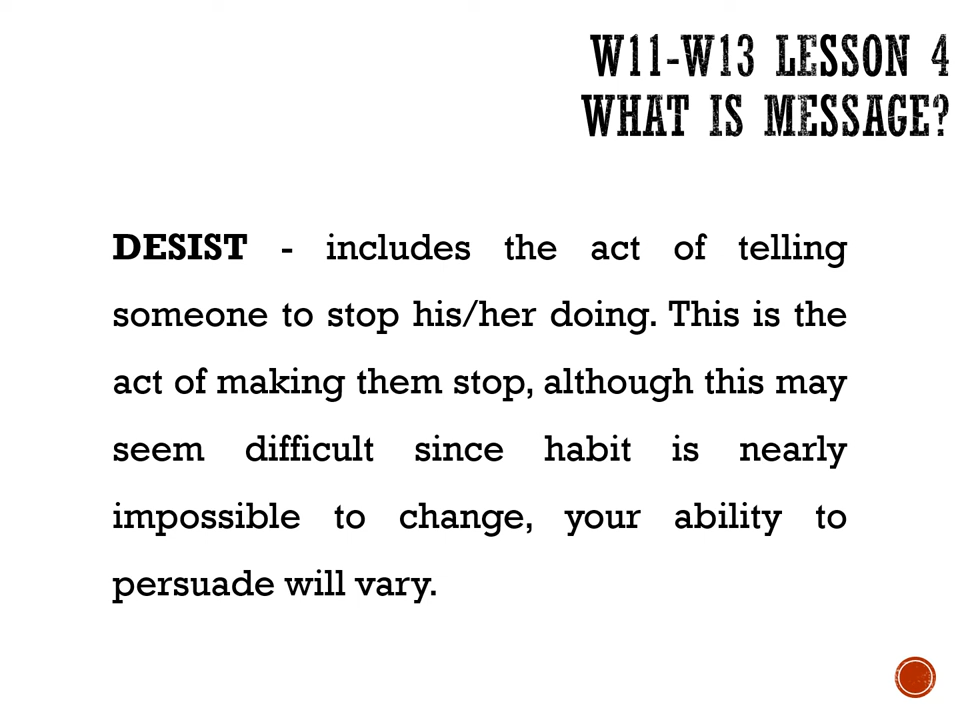 W11-W13 LESSON 4
WHAT IS MESSAGE?
DESIST - includes the act of telling
someone to stop his/her doing. This is the
act of making them stop, although this may
seem difficult since habit is nearly
impossible to change, your ability to
persuade will vary.